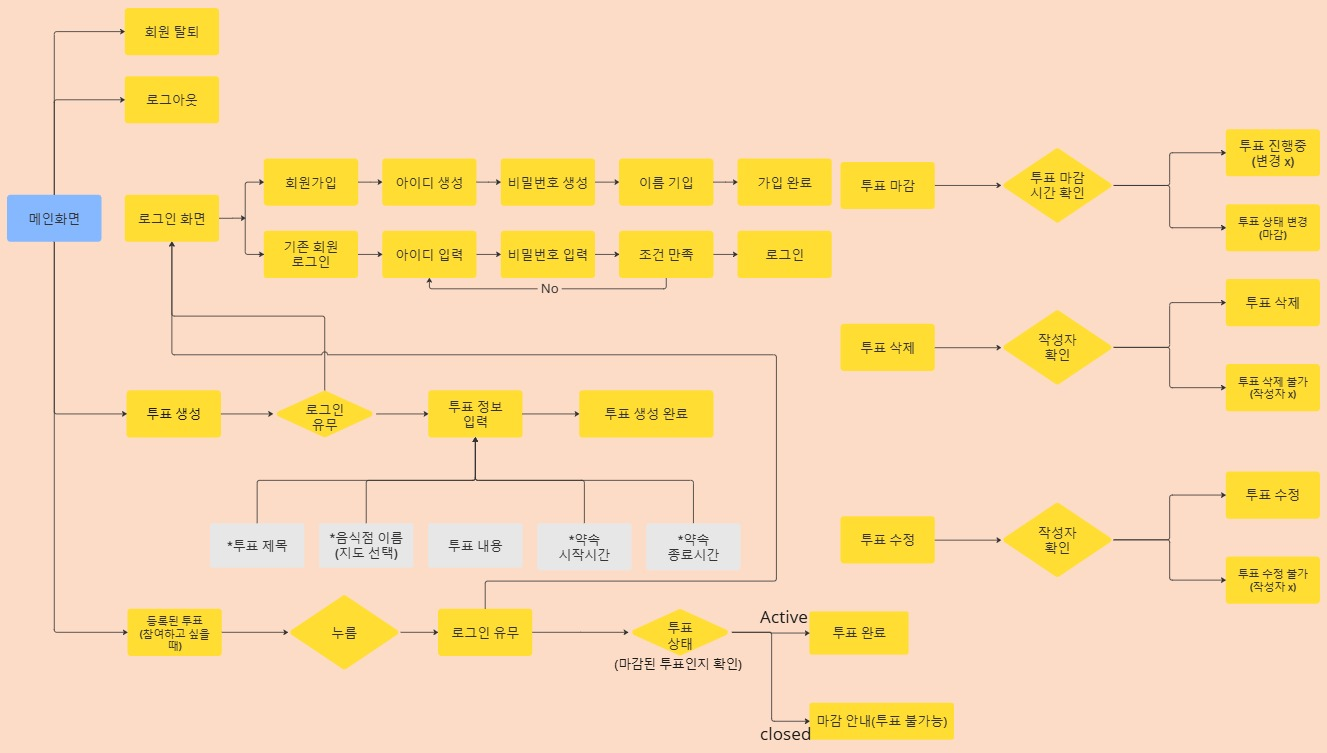 회원 탈퇴
로그아웃
메인화면
로그인 화면
회원가입
아이디 생성
비밀번호 생성
이름 기입
가입 완료
기존 회원
로그인
아이디 입력
비밀번호 입력
조건 만족
로그인
No
투표 생성
로그인
유무
투표 정보
입력
투표 생성 완료
*투표 제목
*음식점 이름
(지도 선택)
투표 내용
*약속
시작시간
*약속
종료시간
등록된 투표
(참여하고 싶을
때)
누름
로그인 유무
투표
상태
(마감된 투표인지 확인)
Active
투표 완료
closed
마감 안내(투표 불가능)
투표 마감
투표 마감
시간 확인
투표 진행중
(변경 x)
투표 상태 변경
(마감)
투표 삭제
작성자
확인
투표 삭제
투표 삭제 불가
(작성자 x)
투표 수정
작성자
확인
투표 수정
투표 수정 불가
(작성자 x)